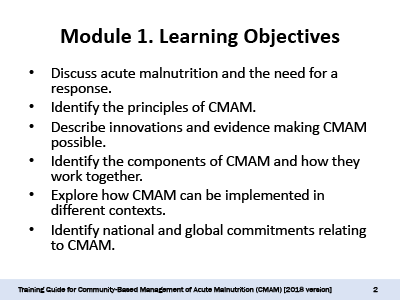 Module 1. Learning Objectives
• Discuss acute malnutrition and the need for a
response.
• Identify the principles of CMAM.
• Describe innovations and evidence making CMAM
possible.
• Identify the components of CMAM and how they
work together.
• Explore how CMAM can be implemented in
different contexts.
• Identify national and global commitments relating
to CMAM.
Training Guide for Community-Based Management of Acute Malnutrition (CMAM) [2018 version] 2